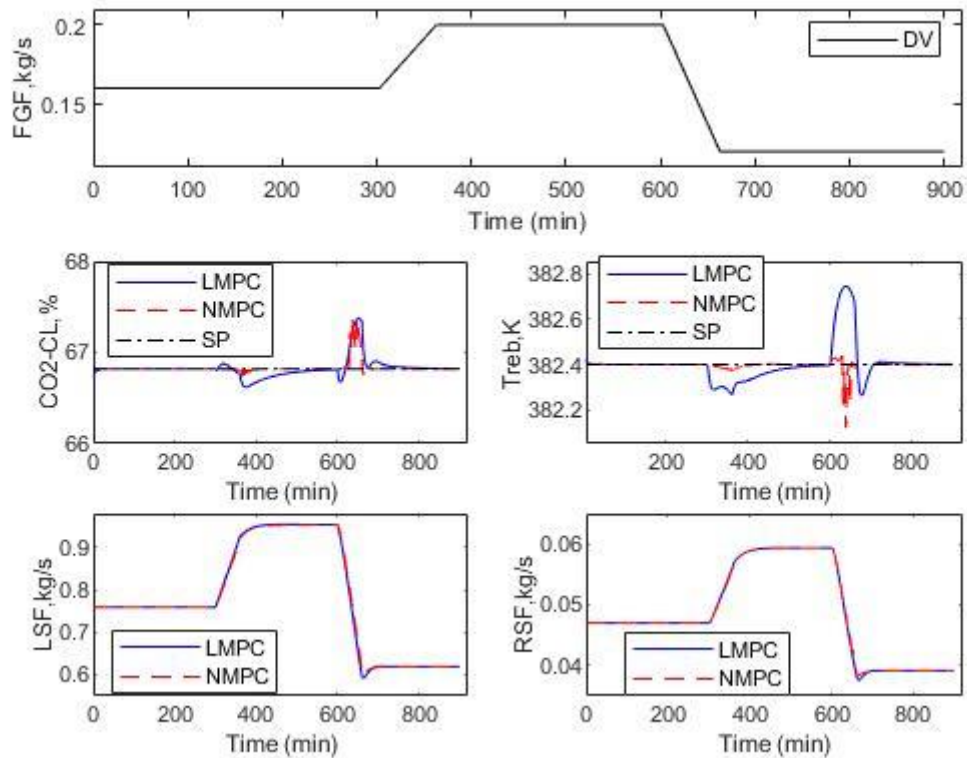 0.2
DV
FGF,kg/s
0.15
0 100 200 300 400 500 600 700 800 900
Time (min)
68
LMPC
NMPC
SP
CO2-CL, %
67
66
0 200 400 600 800
Time (min)
382.8
LMPC
NMPC
SP
382.6
Treb,K
382.4
382.2
200 400 600 800
Time (min)
0.9
LSF,kg/s
0.8
0.7
LMPC
NMPC
0.6
0 200 400 600 800
Time (min)
0.06
RSF,kg/s
0.05
LMPC
NMPC
0.04
0 200 400 600 800
Time (min)